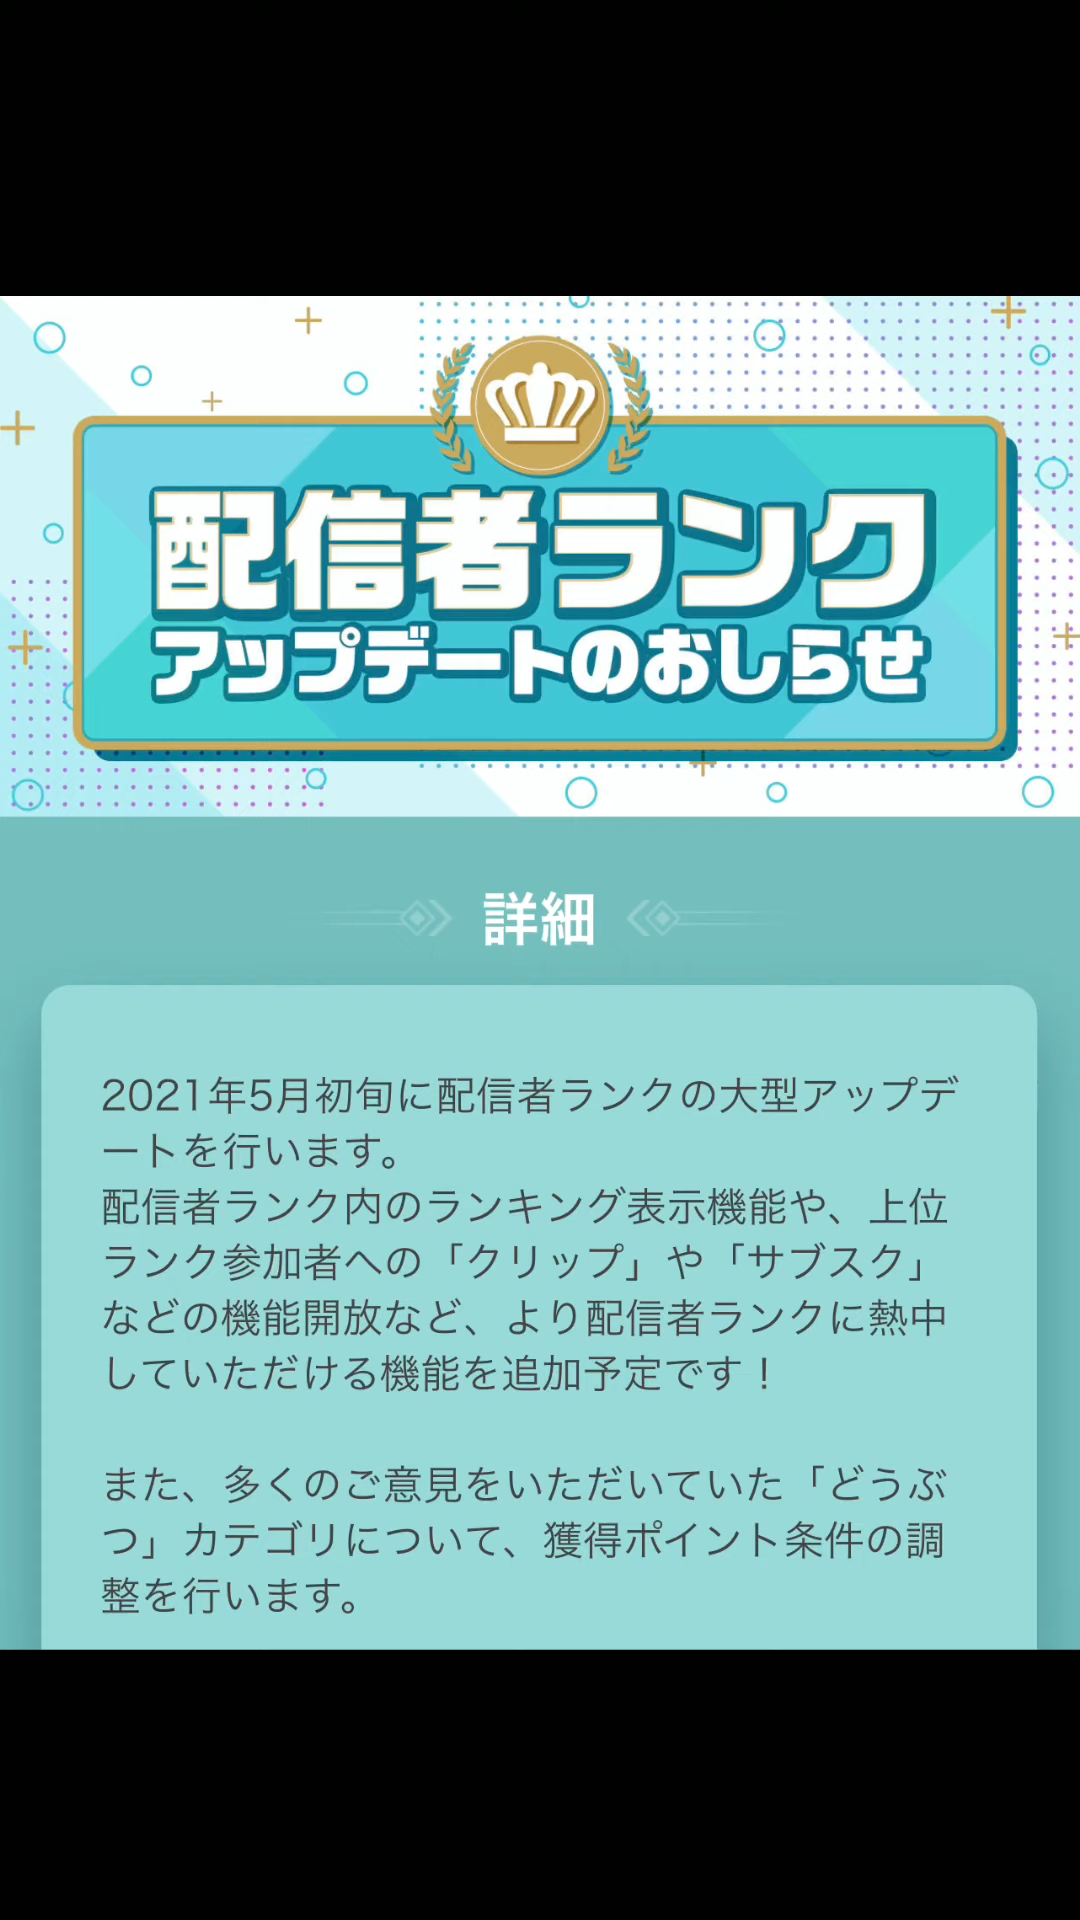 配信者ランク
アップデートのおしらせ
詳細
2021年5月初旬に配信者ランクの大型アップデ
ートを行います。
配信者ランク内のランキング表示機能や、上位
ランク参加者への「クリップ」や「サブスク」
などの機能開放など、より配信者ランクに熱中
していただける機能を追加予定です！
また、多くのご意見をいただいていた「どうぶ
つ」カテゴリについて、獲得ポイント条件の調
整を行います。